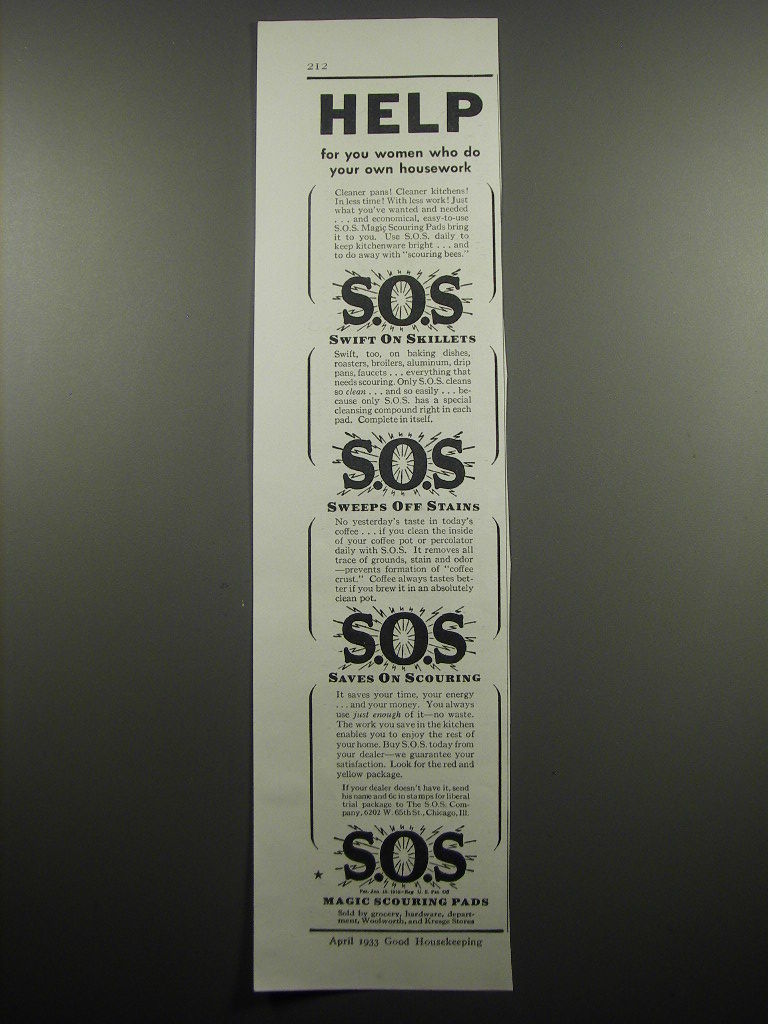 212
HELP
for you women who do
your own housework
Cleaner pans! Cleaner kitchens!
In less time! With less work! Just
what you've wanted and needed
. . . and economical, easy-to-use
S.O.S. Magic Scouring Pads bring
it to you. Use S.O.S. daily to
keep kitchenware bright . . . and
to do away with "scouring bees."
S.O.S
SWIFT ON SKILLETS
Swift, too, on baking dishes,
roasters, broilers, aluminum, drip
pans, faucets . . . everything that
needs scouring. Only S.O.S. cleans
so clean . . . and so easily . . . be-
cause only S.O.S. has a special
cleansing compound right in each
pad. Complete in itself.
S.O.S
SWEEPS OFF STAINS
No yesterday's taste in today's
coffee . . . if you clean the inside
of your coffee pot or percolator
daily with S.O.S. It removes all
trace of grounds, stain and odor
—prevents formation of "coffee
crust." Coffee always tastes bet-
ter if you brew it in an absolutely
clean pot.
S.O.S
SAVES ON SCOURING
It saves your time, your energy
. . . and your money. You always
use just enough of it—no waste.
The work you save in the kitchen
enables you to enjoy the rest of
your home. Buy S.O.S. today from
your dealer—we guarantee your
satisfaction. Look for the red and
yellow package.
If your dealer doesn't have it, send
his name and 6c in stamps for liberal
trial package to The S.O.S. Com-
pany, 6202 W. 65th St., Chicago, Ill.
S.O.S
Reg. U. S. Pat. Off
MAGIC SCOURING PADS
Sold by grocery, hardware, depart-
ment, Woolworth, and Kresge Stores
April 1933 Good Housekeeping